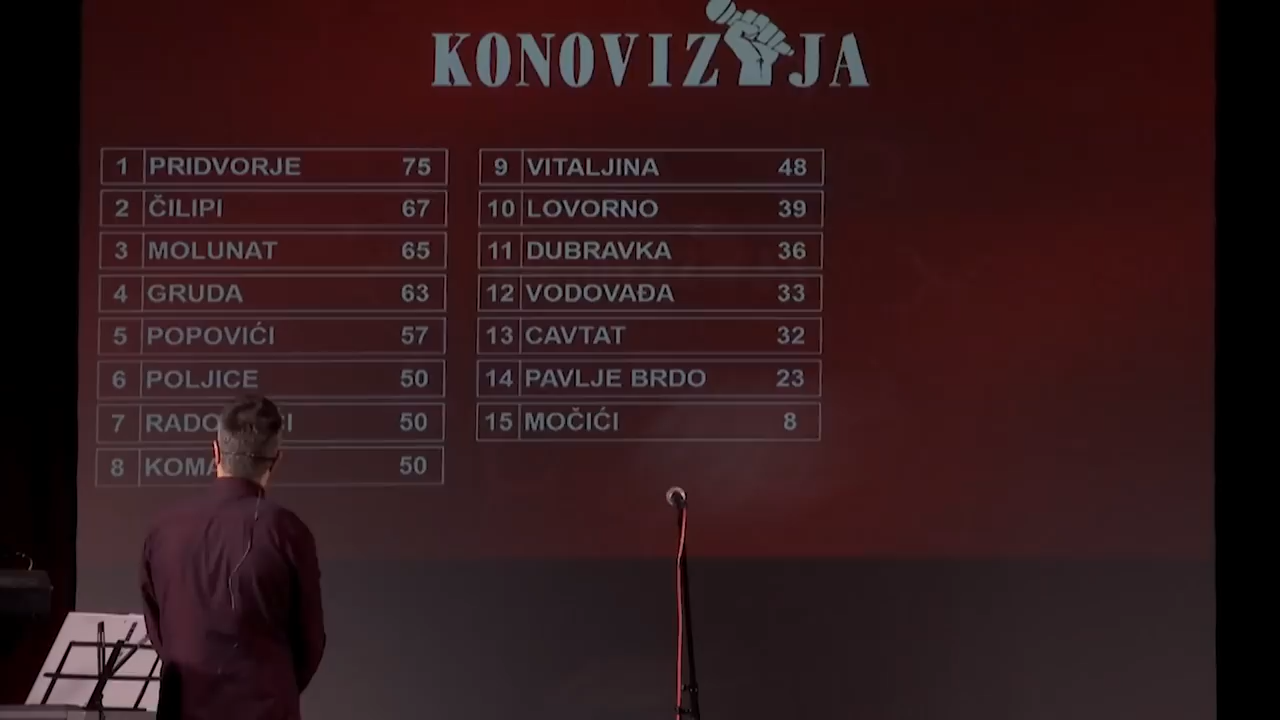 KONOVIZIJA
1 PRIDVORJE 75
2 ČILIPI 67
3 MOLUNAT 65
4 GRUDA 63
5 POPOVIĆI 57
6 POLJICE 50
7 50
8 50
9 VITALJINA 48
10 LOVORNO 39
11 DUBRAVKA 36
12 VODOVAĐA 33
13 CAVTAT 32
14 PAVLJE BRDO 23
15 MOČIĆI 8